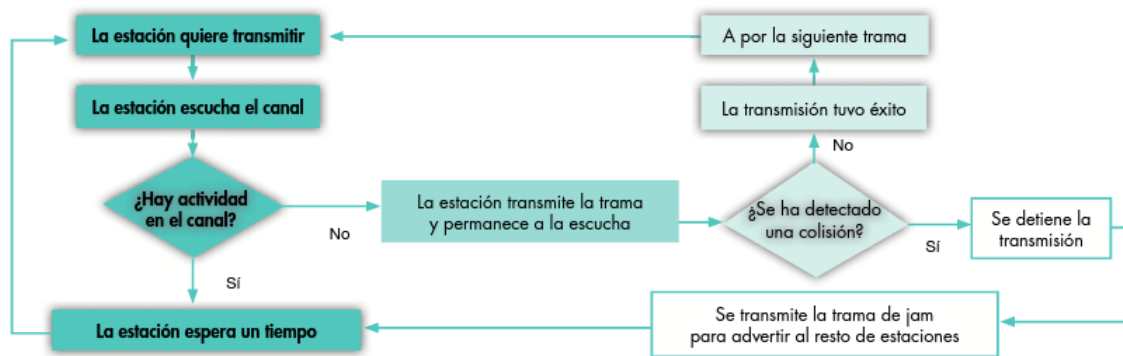 La estación quiere transmitir
A por la siguiente trama
La estación escucha el canal
La transmisión tuvo éxito
No
¿Hay actividad
en el canal?
No
La estación transmite la trama
y permanece a la escucha
¿Se ha detectado
una colisión?
Sí
Se detiene la
transmisión
Sí
La estación espera un tiempo
Se transmite la trama de jam
para advertir al resto de estaciones